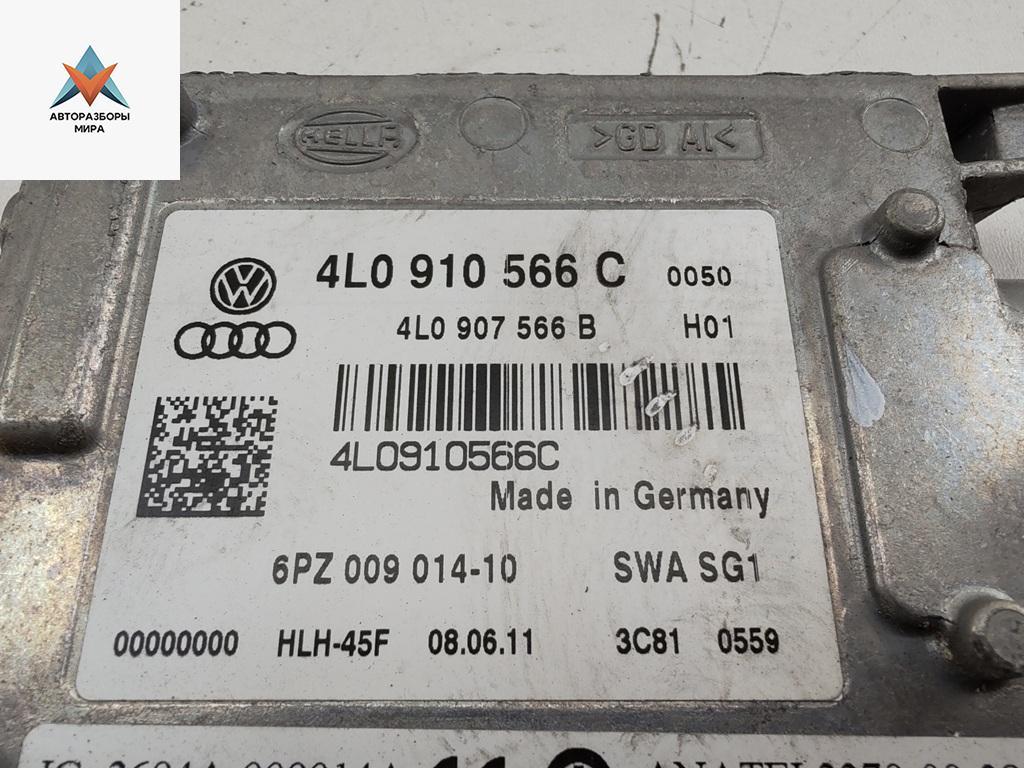 АВТОРАЗБОРЫ
МИРА
HELLA
>GD Al<
4L0 910 566 C 0050
4L0 907 566 B H01
4L0910566C
Made in Germany
6PZ 009 014-10 SWA SG1
00000000 HLH-45F 08.06.11 3C81 0559